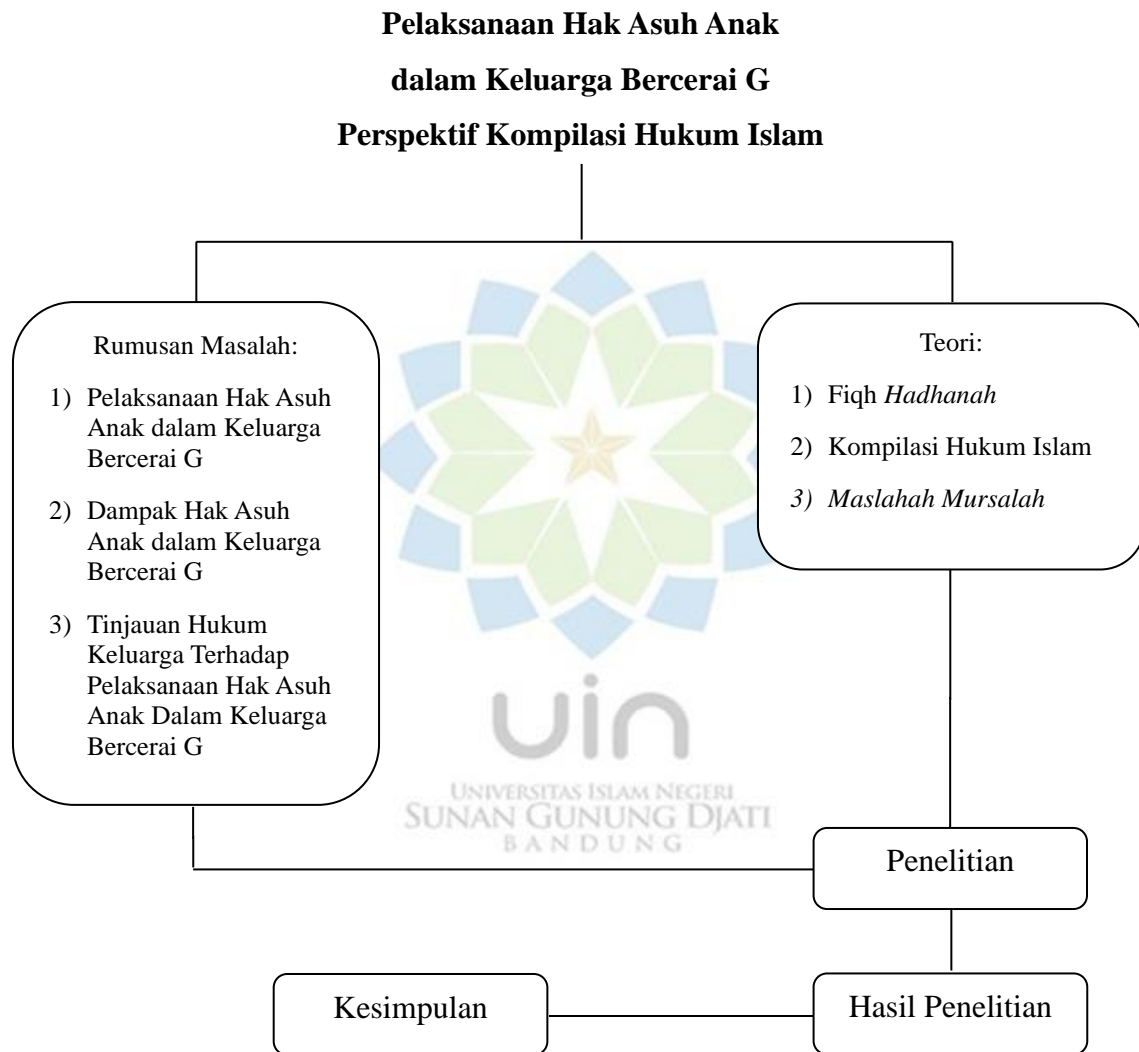 Pelaksanaan Hak Asuh Anak
dalam Keluarga Bercerai G
Perspektif Kompilasi Hukum Islam
Rumusan Masalah:
1) Pelaksanaan Hak Asuh
Anak dalam Keluarga
Bercerai G
2) Dampak Hak Asuh
Anak dalam Keluarga
Bercerai G
3) Tinjauan Hukum
Keluarga Terhadap
Pelaksanaan Hak Asuh
Anak Dalam Keluarga
Bercerai G
Teori:
1) Fiqh Hadhanah
2) Kompilasi Hukum Islam
3) Maslahah Mursalah
uin
UNIVERSITAS ISLAM NEGERI
SUNAN GUNUNG DJATI
BANDUNG
Penelitian
Hasil Penelitian
Kesimpulan